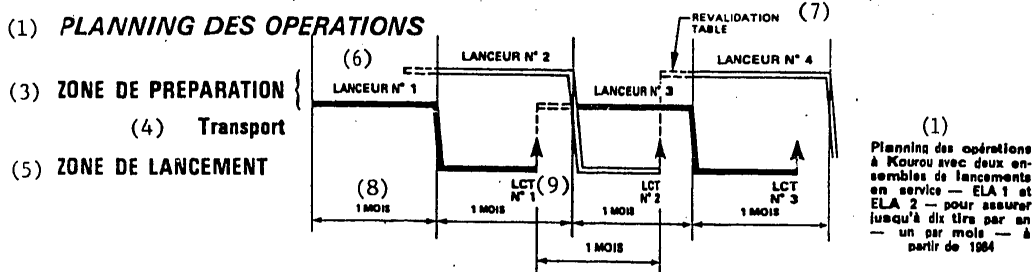 (1) PLANNING DES OPERATIONS
REVALIDATION TABLE (7)
(6) LANCEUR N° 2
LANCEUR N° 4
(3) ZONE DE PREPARATION {
LANCEUR N° 1
LANCEUR N° 3
(4) Transport
(5) ZONE DE LANCEMENT
(8)
LCT N° 1 (9)
LCT N° 2
LCT N° 3
1 MOIS
1 MOIS
1 MOIS
1 MOIS
1 MOIS
(1)
Planning des opérations
à Kourou avec deux en-
sembles de lancements
en service — ELA 1 et
ELA 2 — pour assurer
jusqu'à dix tirs par an
— un par mois — à
partir de 1984